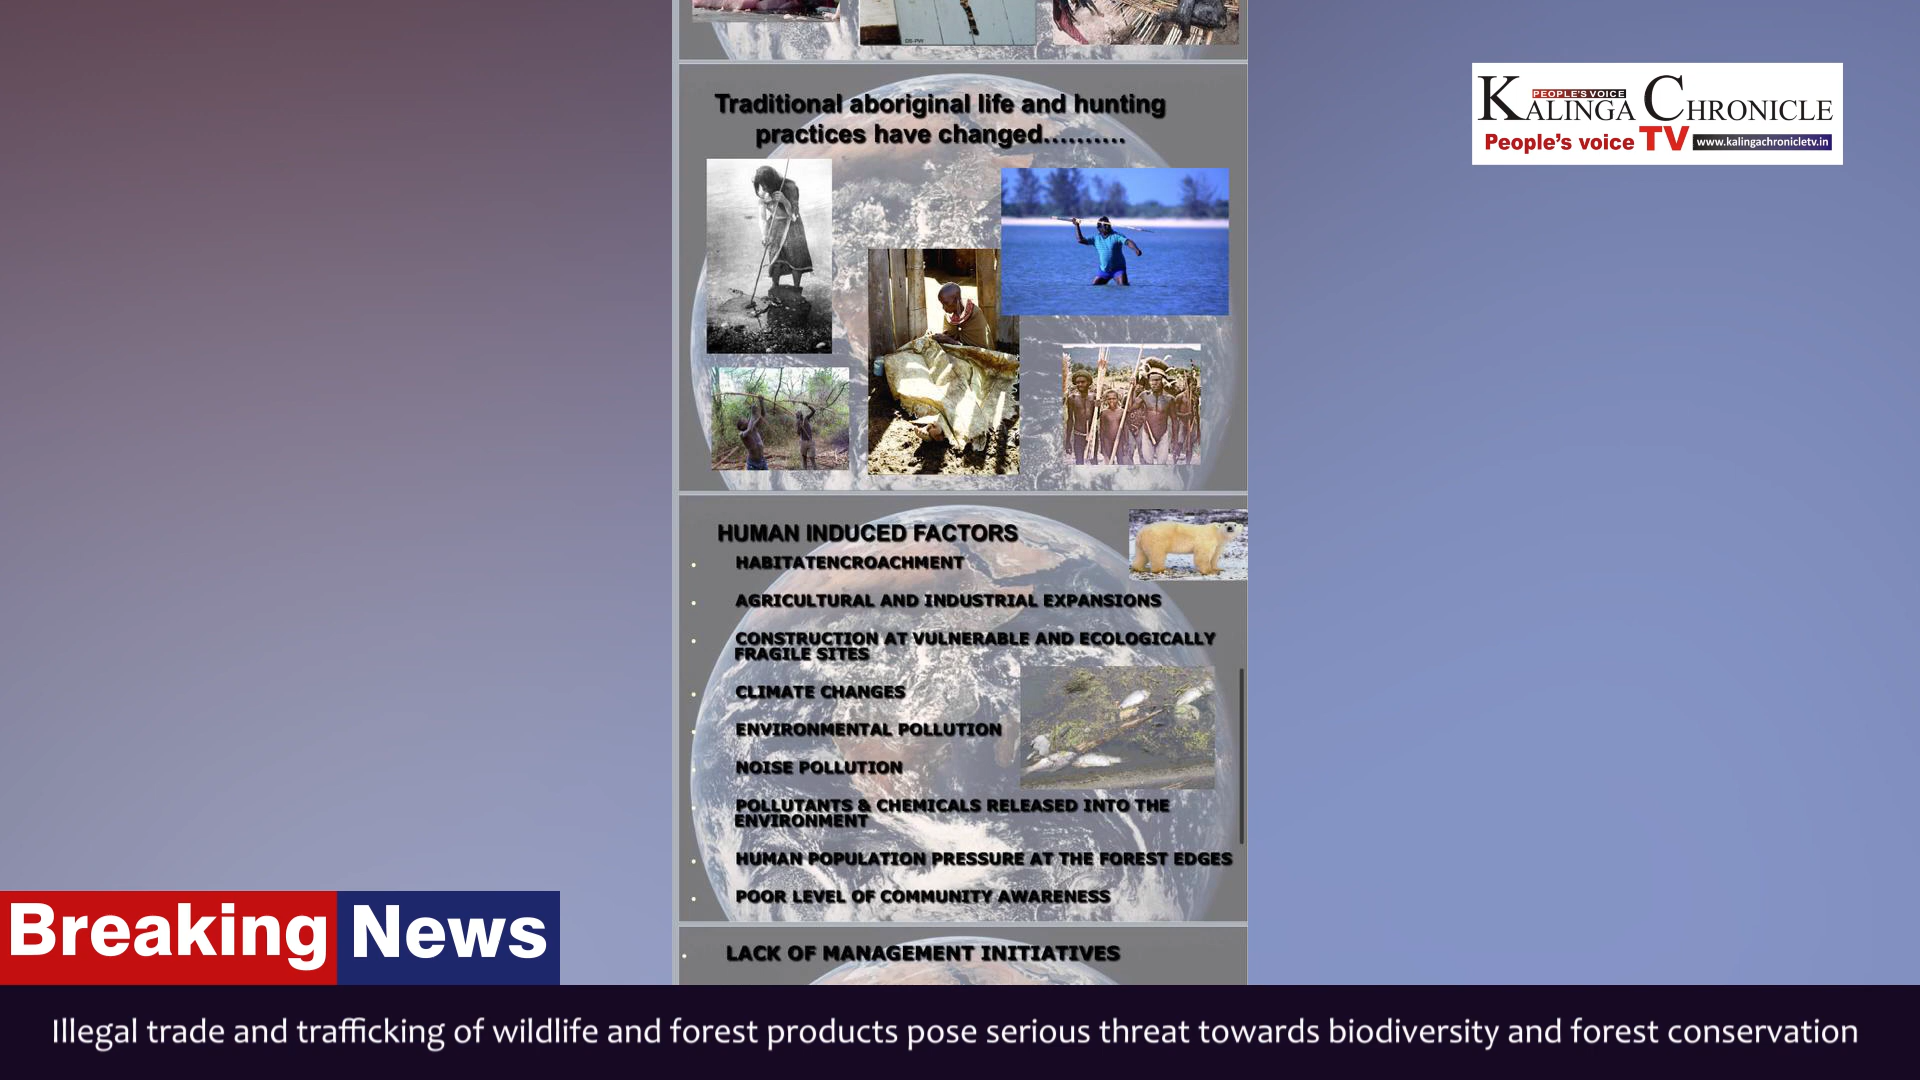 Traditional aboriginal life and hunting
practices have changed..........
PEOPLE'S VOICE
KALINGA CHRONICLE
People's voice TV www.kalingachronicletv.in
HUMAN INDUCED FACTORS
HABITATENCROACHMENT
AGRICULTURAL AND INDUSTRIAL EXPANSIONS
CONSTRUCTION AT VULNERABLE AND ECOLOGICALLY
FRAGILE SITES
CLIMATE CHANGES
ENVIRONMENTAL POLLUTION
NOISE POLLUTION
POLLUTANTS & CHEMICALS RELEASED INTO THE
ENVIRONMENT
HUMAN POPULATION PRESSURE AT THE FOREST EDGES
POOR LEVEL OF COMMUNITY AWARENESS
LACK OF MANAGEMENT INITIATIVES
Breaking News
Illegal trade and trafficking of wildlife and forest products pose serious threat towards biodiversity and forest conservation